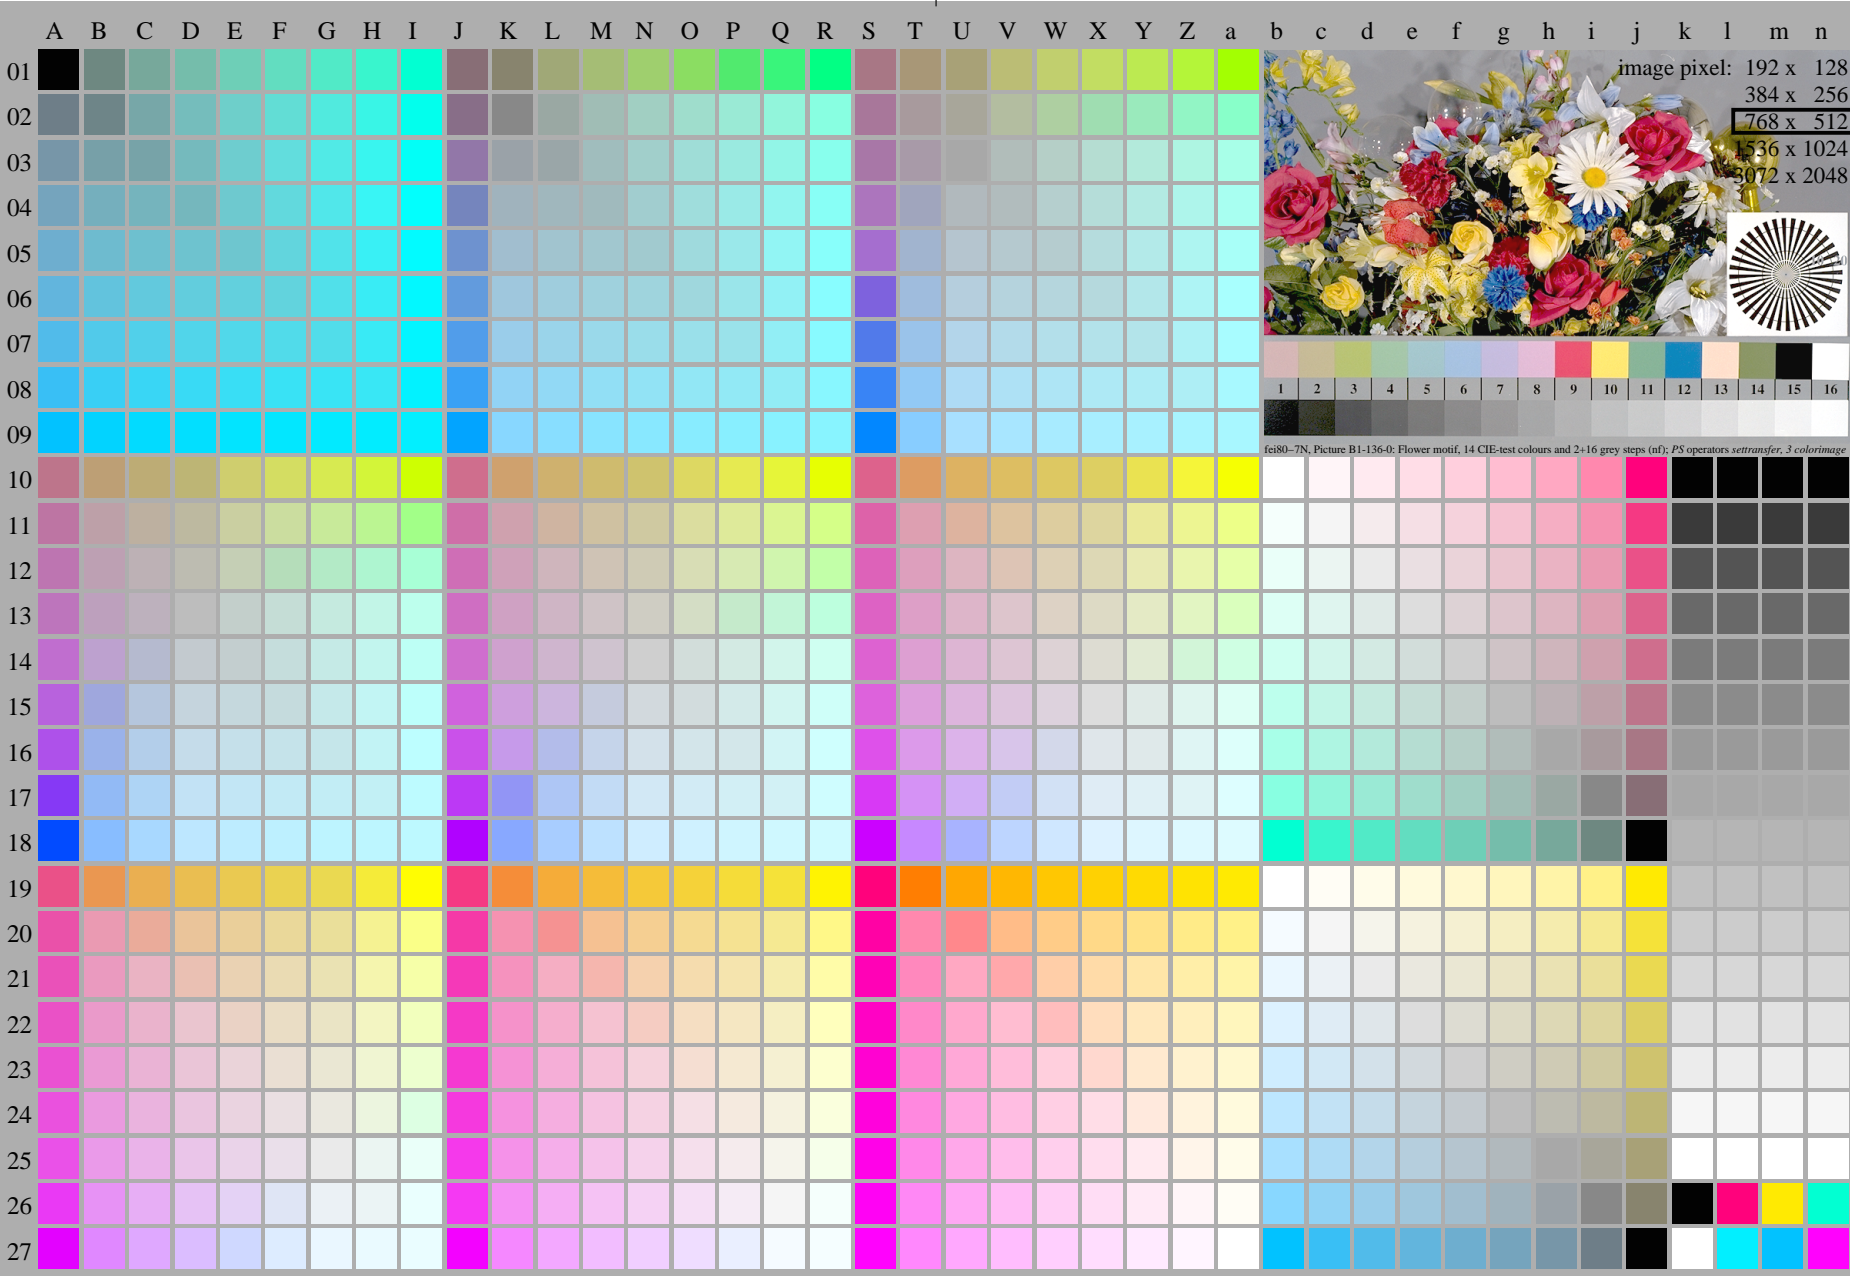 A B C D E F G H I J K L M N O P Q R S T U V W X Y Z a b c d e f g h i j k l m n
01 image pixel: 192 x 128
384 x 256
02 768 x 512
03 1536 x 1024
3072 x 2048
04
05
06
07
08 1 2 3 4 5 6 7 8 9 10 11 12 13 14 15 16
09
fei80–7N, Picture B1-136-0: Flower motif, 14 CIE-test colours and 2+16 grey steps (nf); PS operators settransfer, 3 colorimage
10
11
12
13
14
15
16
17
18
19
20
21
22
23
24
25
26
27